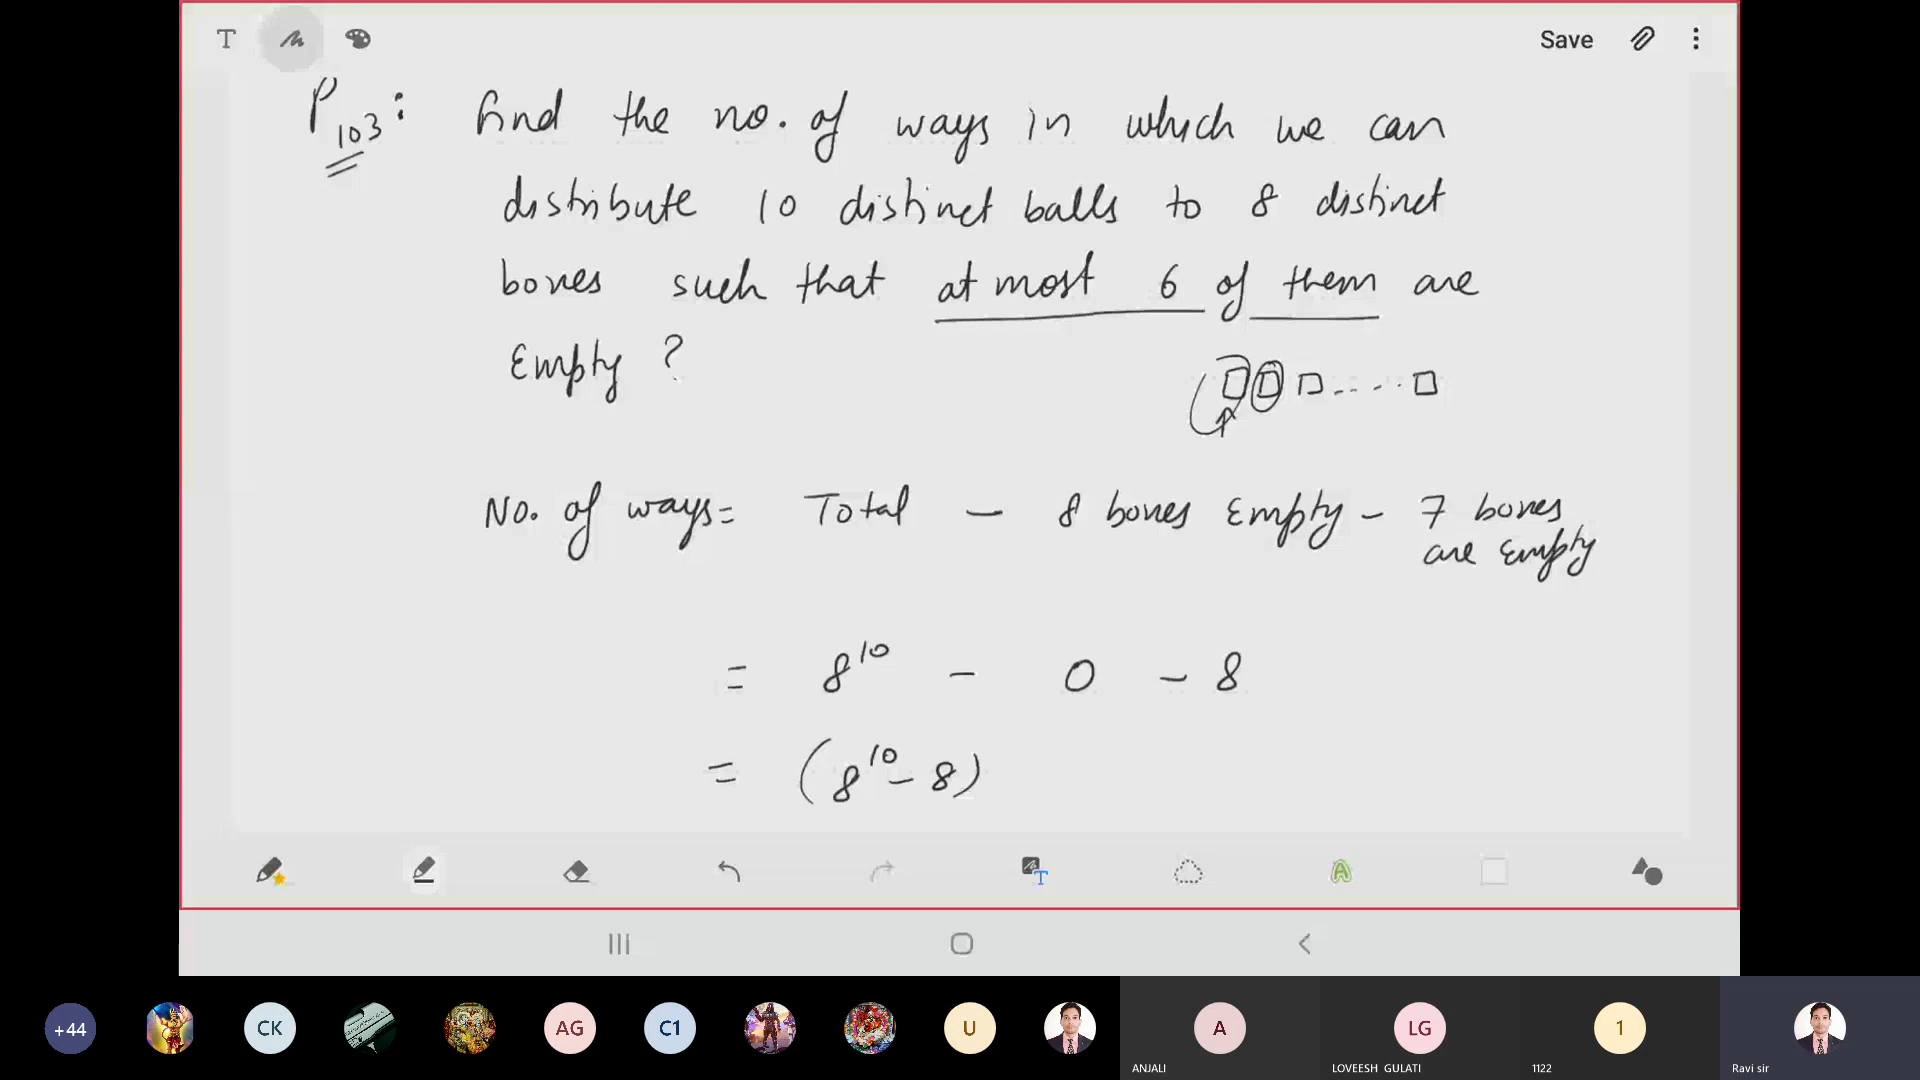 Save
P103: find the no. of ways in which we can
distribute 10 distinct balls to 8 distinct
boxes such that at most 6 of them are
Empty ?
No. of ways = Total - 8 boxes Empty - 7 boxes
are Empty
= 8^10 - 0 - 8
= (8^10 - 8)
+44 CK AG C1 U A LG 1
ANJALI LOVEESH GULATI 1122 Ravi sir